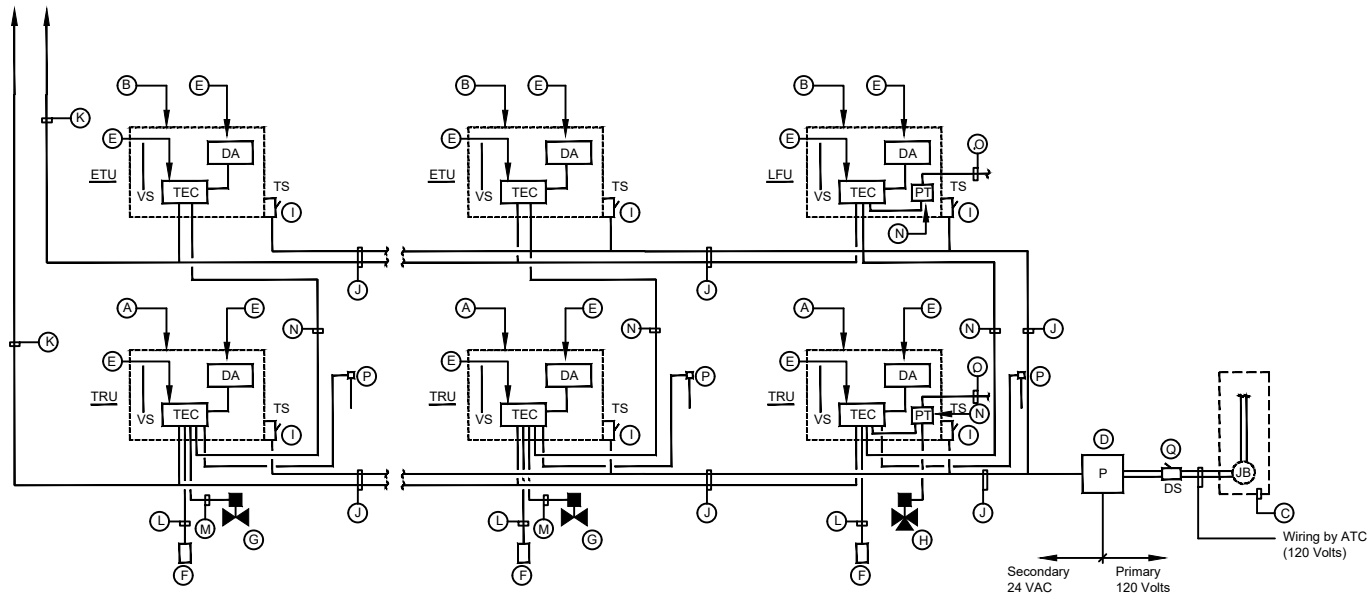 B
E
B
E
B
E
K
E
DA
E
DA
E
DA
O
ETU
VS
TEC
TS
I
ETU
VS
TEC
TS
I
LFU
VS
TEC
PT
TS
I
N
J
J
A
E
A
E
A
E
N
N
N
J
K
E
DA
P
E
DA
P
E
DA
O
P
TRU
VS
TEC
TS
I
TRU
VS
TEC
TS
I
TRU
VS
TEC
PT
TS
N
I
D
Q
P
DS
JB
J
J
J
C
L
M
G
L
M
G
L
H
F
F
F
Wiring by ATC
(120 Volts)
Secondary
24 VAC
Primary
120 Volts